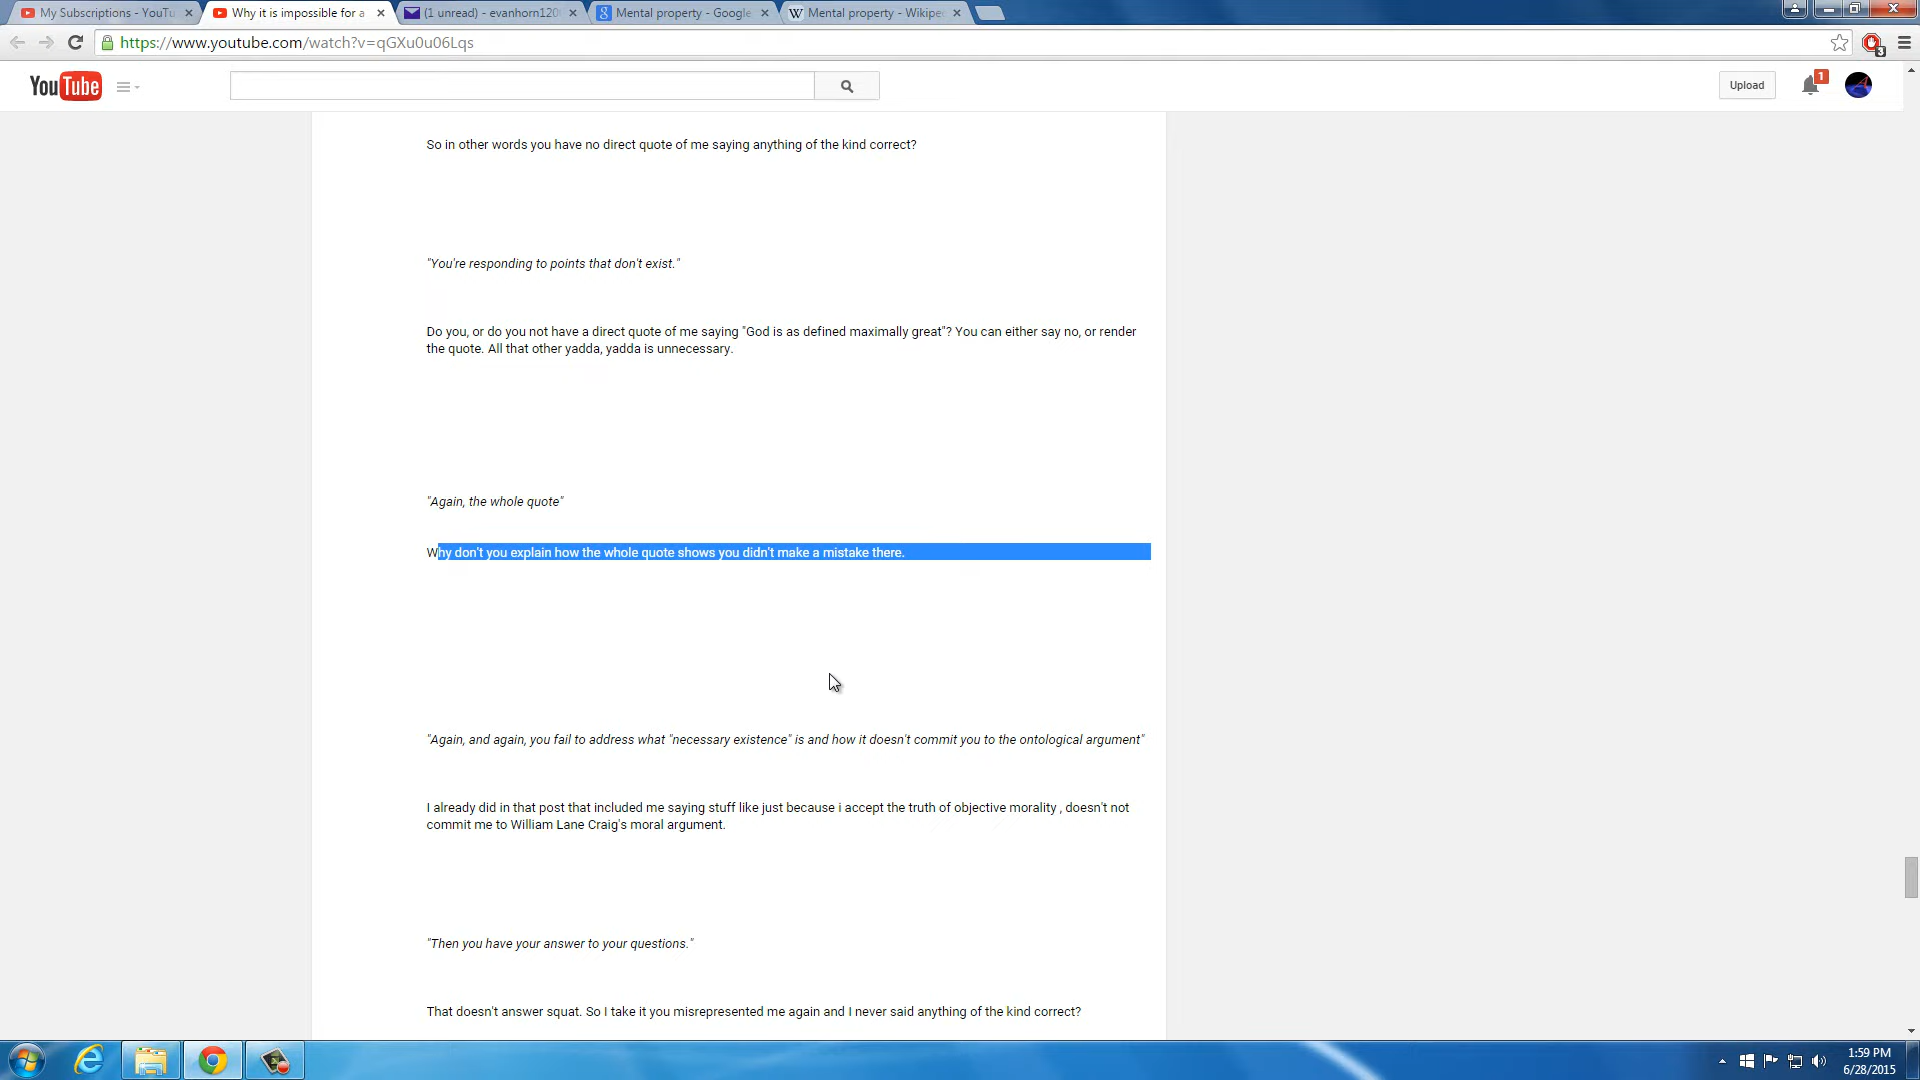 My Subscriptions - YouTu
Why it is impossible for a
(1 unread) - evanhorn120
Mental property - Google
Mental property - Wikipe
https://www.youtube.com/watch?v=qGXu0u06Lqs
3
YouTube
Upload
1
So in other words you have no direct quote of me saying anything of the kind correct?
"You're responding to points that don't exist."
Do you, or do you not have a direct quote of me saying "God is as defined maximally great"? You can either say no, or render
the quote. All that other yadda, yadda is unnecessary.
"Again, the whole quote"
Why don't you explain how the whole quote shows you didn't make a mistake there.
"Again, and again, you fail to address what "necessary existence" is and how it doesn't commit you to the ontological argument"
I already did in that post that included me saying stuff like just because i accept the truth of objective morality , doesn't not
commit me to William Lane Craig's moral argument.
"Then you have your answer to your questions."
That doesn't answer squat. So I take it you misrepresented me again and I never said anything of the kind correct?
1:59 PM
6/28/2015